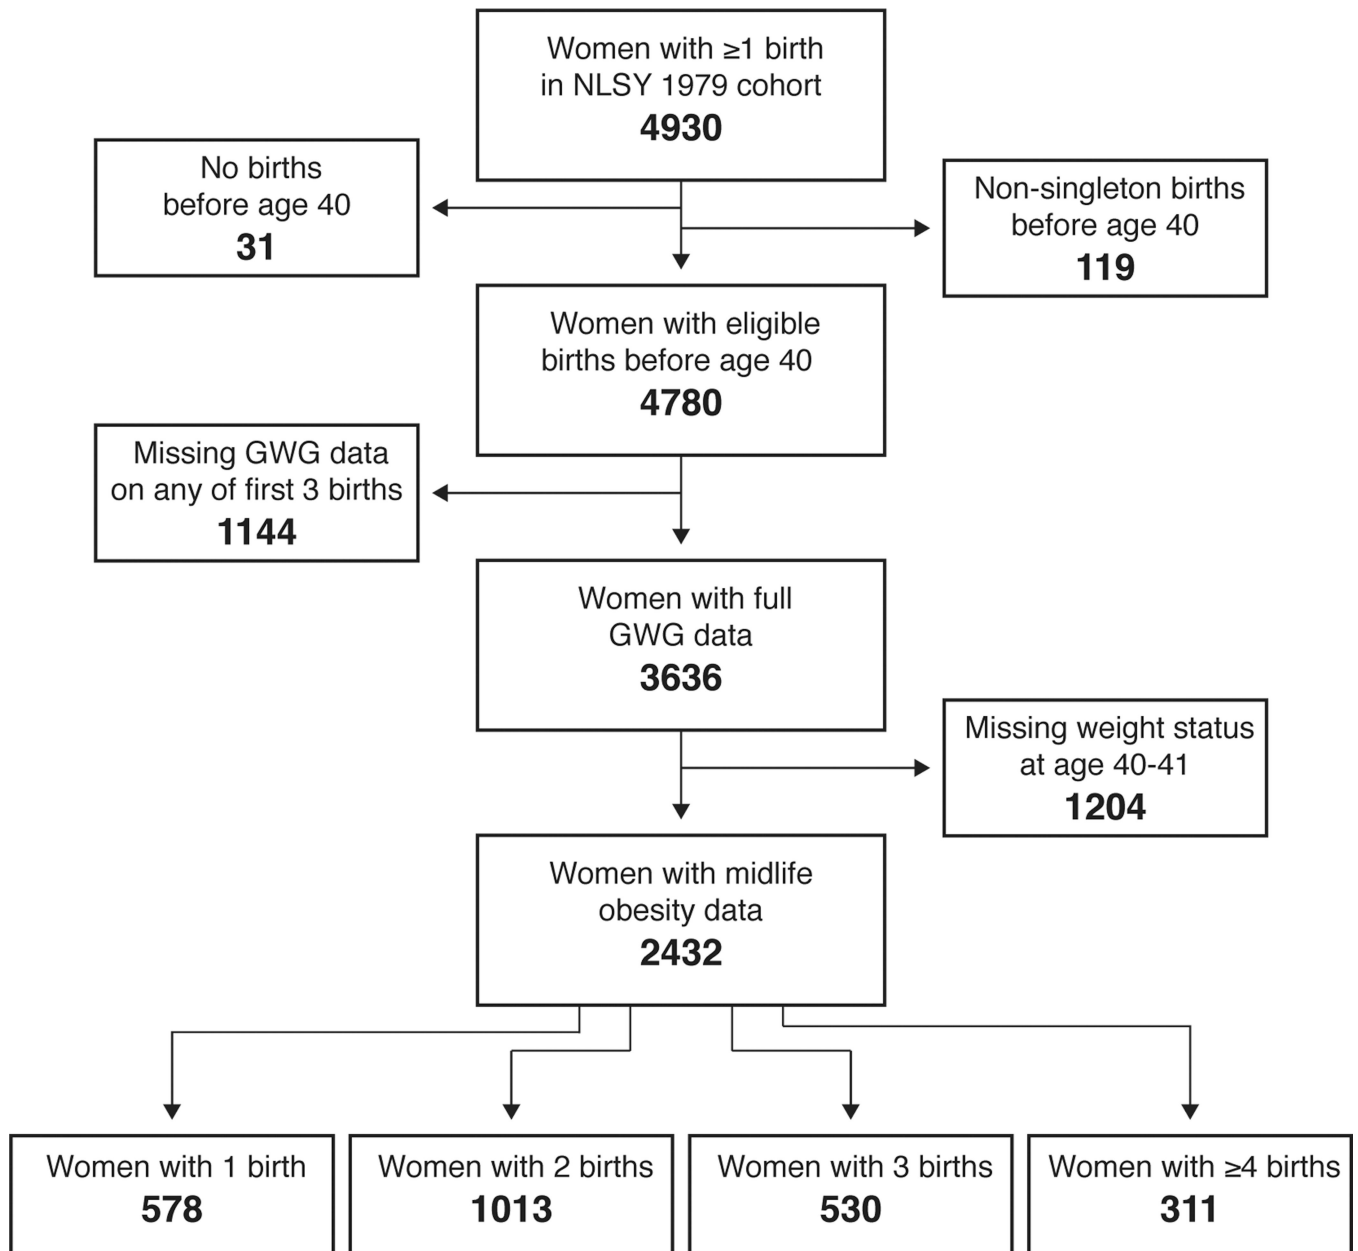 Women with ≥1 birth
in NLSY 1979 cohort
4930
No births
before age 40
31
Non-singleton births
before age 40
119
Women with eligible
births before age 40
4780
Missing GWG data
on any of first 3 births
1144
Women with full
GWG data
3636
Missing weight status
at age 40-41
1204
Women with midlife
obesity data
2432
Women with 1 birth
578
Women with 2 births
1013
Women with 3 births
530
Women with ≥4 births
311